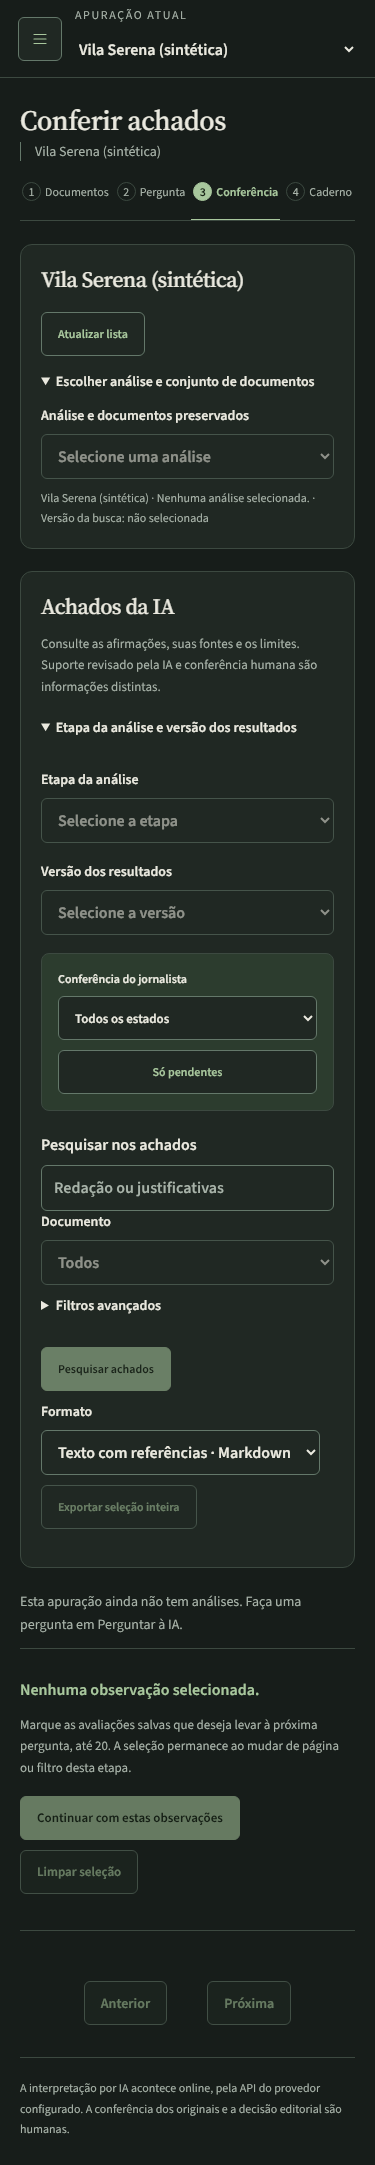 APURAÇÃO ATUAL
Vila Serena (sintética)
Conferir achados
Vila Serena (sintética)
1 Documentos 2 Pergunta 3 Conferência 4 Caderno
Vila Serena (sintética)
Atualizar lista
▼ Escolher análise e conjunto de documentos
Análise e documentos preservados
Selecione uma análise
Vila Serena (sintética) · Nenhuma análise selecionada. ·
Versão da busca: não selecionada
Achados da IA
Consulte as afirmações, suas fontes e os limites.
Suporte revisado pela IA e conferência humana são
informações distintas.
▼ Etapa da análise e versão dos resultados
Etapa da análise
Selecione a etapa
Versão dos resultados
Selecione a versão
Conferência do jornalista
Todos os estados
Só pendentes
Pesquisar nos achados
Redação ou justificativas
Documento
Todos
▶ Filtros avançados
Pesquisar achados
Formato
Texto com referências · Markdown
Exportar seleção inteira
Esta apuração ainda não tem análises. Faça uma
pergunta em Perguntar à IA.
Nenhuma observação selecionada.
Marque as avaliações salvas que deseja levar à próxima
pergunta, até 20. A seleção permanece ao mudar de página
ou filtro desta etapa.
Continuar com estas observações
Limpar seleção
Anterior Próxima
A interpretação por IA acontece online, pela API do provedor
configurado. A conferência dos originais e a decisão editorial são
humanas.